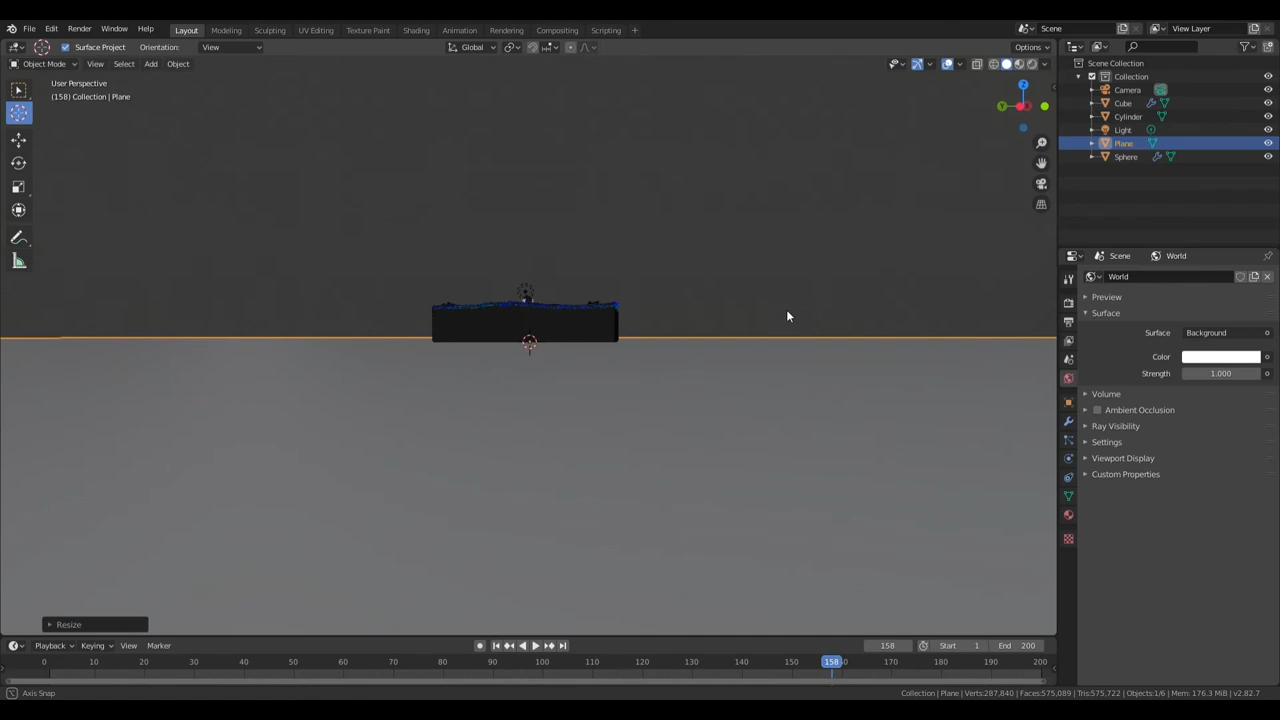 File Edit Render Window Help Layout Modeling Sculpting UV Editing Texture Paint Shading Animation Rendering Compositing Scripting + Scene View Layer
Surface Project Orientation: View Global Options
Object Mode View Select Add Object
User Perspective
(158) Collection | Plane
Z
Y
Scene Collection
Collection
Camera
Cube
Cylinder
Light
Plane
Sphere
Scene World
World
Preview
Surface
Surface Background
Color
Strength 1.000
Volume
Ambient Occlusion
Ray Visibility
Settings
Viewport Display
Custom Properties
Resize
Playback Keying View Marker 158 Start 1 End 200
0 10 20 30 40 50 60 70 80 90 100 110 120 130 140 150 158 60 170 180 190 200
Axis Snap Collection | Plane | Verts:287,840 | Faces:575,089 | Tris:575,722 | Objects:1/6 | Mem: 176.3 MiB | v2.82.7